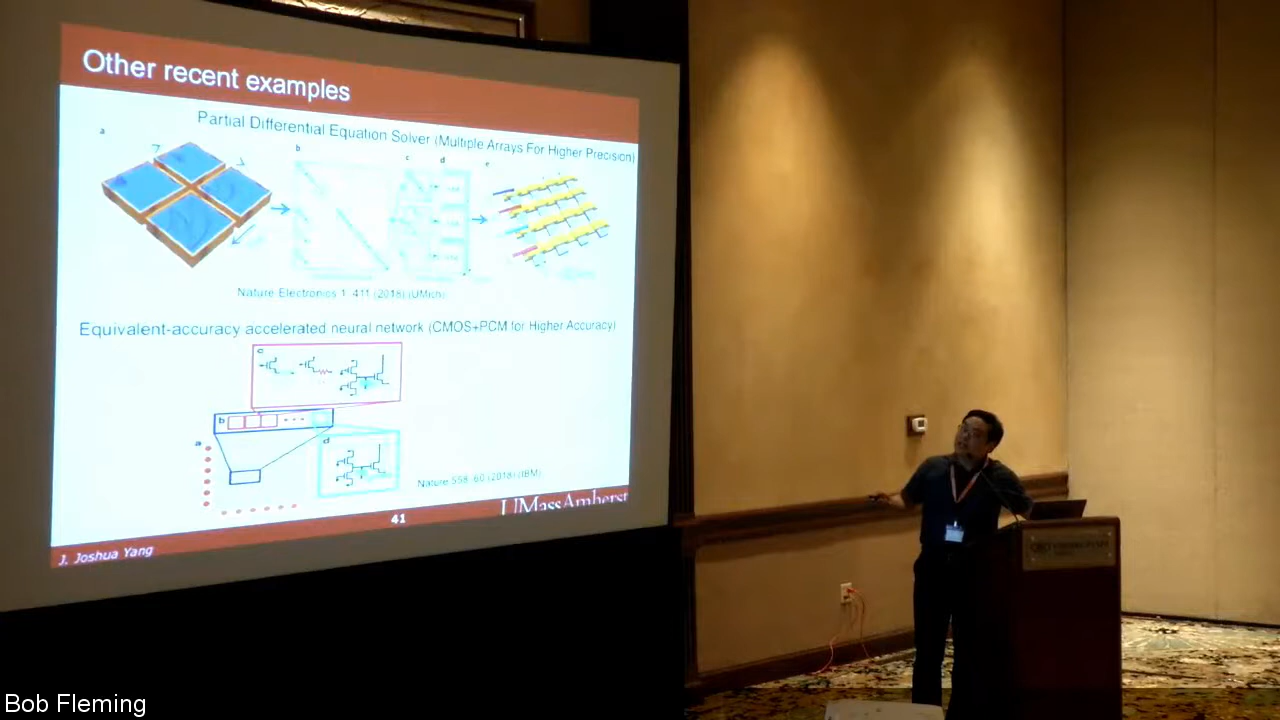 Other recent examples
Partial Differential Equation Solver (Multiple Arrays For Higher Precision)
a
b
c
d
e
Nature Electronics 1, 411 (2018) (UMich)
Equivalent-accuracy accelerated neural network (CMOS+PCM for Higher Accuracy)
c
b
a
d
Nature 558, 60 (2018) (IBM)
UMassAmherst
41
J. Joshua Yang
Bob Fleming